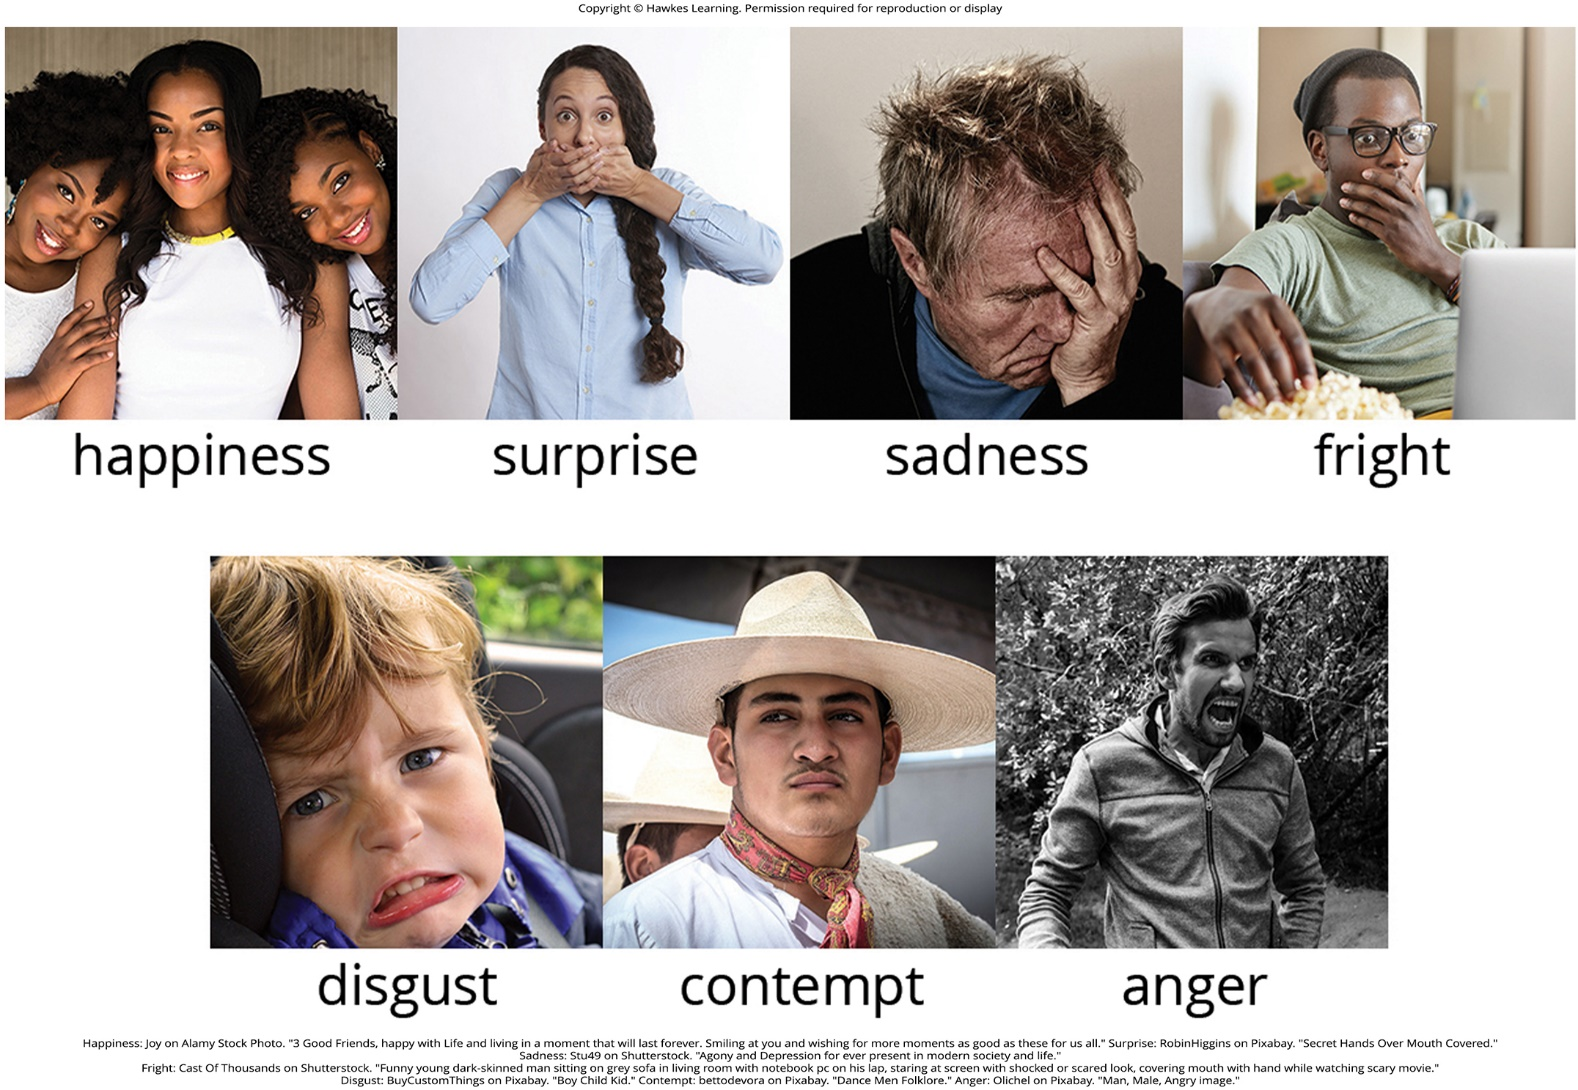 Copyright © Hawkes Learning. Permission required for reproduction or display
happiness
surprise
sadness
fright
disgust
contempt
anger
Happiness: Joy on Alamy Stock Photo. "3 Good Friends, happy with Life and living in a moment that will last forever. Smiling at you and wishing for more moments as good as these for us all." Surprise: RobinHiggins on Pixabay. "Secret Hands Over Mouth Covered."
Sadness: Stu49 on Shutterstock. "Agony and Depression for ever present in modern society and life."
Fright: Cast Of Thousands on Shutterstock. "Funny young dark-skinned man sitting on grey sofa in living room with notebook pc on his lap, staring at screen with shocked or scared look, covering mouth with hand while watching scary movie."
Disgust: BuyCustomThings on Pixabay. "Boy Child Kid." Contempt: bettodevora on Pixabay. "Dance Men Folklore." Anger: Olichel on Pixabay. "Man, Male, Angry image."